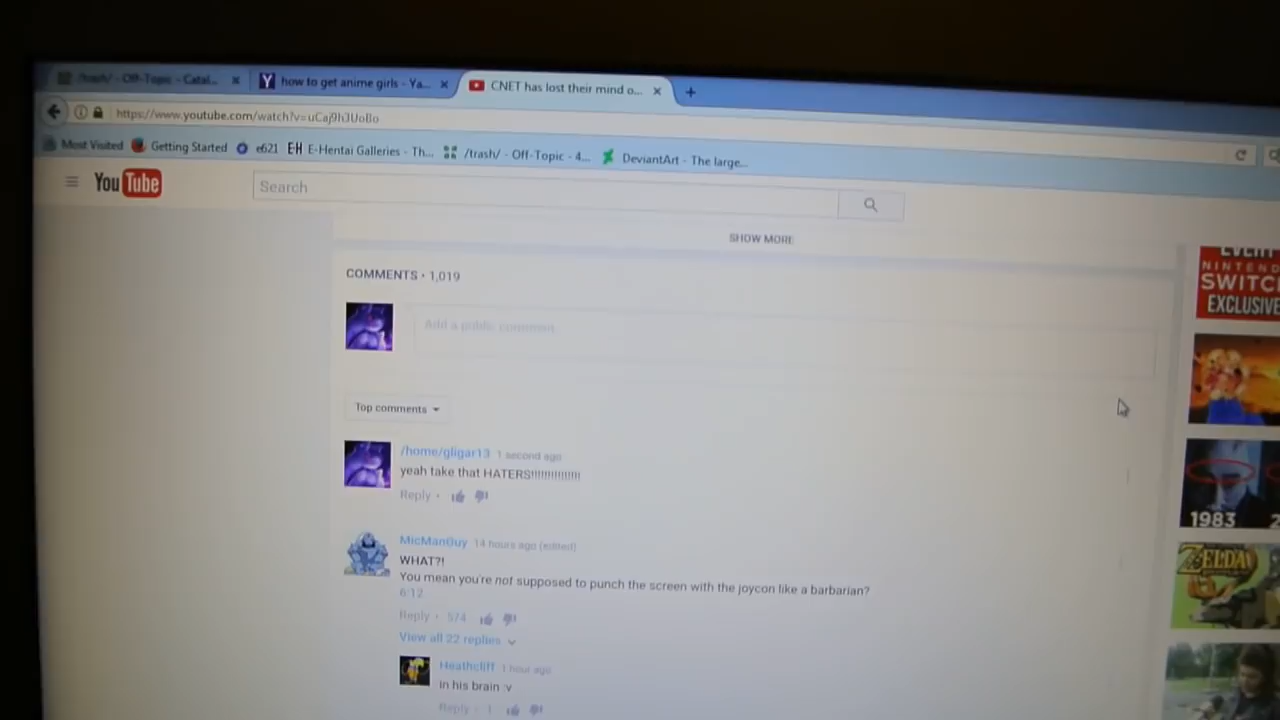 /trash/ - Off-Topic - Catal...
how to get anime girls - Ya...
CNET has lost their mind o...
https://www.youtube.com/watch?v=uCaj9h3UoBo
Most Visited Getting Started e621 EH E-Hentai Galleries - Th... /trash/ - Off-Topic - 4... DeviantArt - The large...
YouTube
Search
SHOW MORE
COMMENTS • 1,019
Add a public comment...
Top comments
/home/gligar13 1 second ago
yeah take that HATERS!!!!!!!!!!!!!!!
Reply •
MicManGuy 14 hours ago (edited)
WHAT?!
You mean you're not supposed to punch the screen with the joycon like a barbarian?
6:12
Reply • 574
View all 22 replies
Heathcliff 1 hour ago
in his brain :v
Reply • 1
NINTENDO
SWITC
EXCLUSIVE
1983
ZELDA